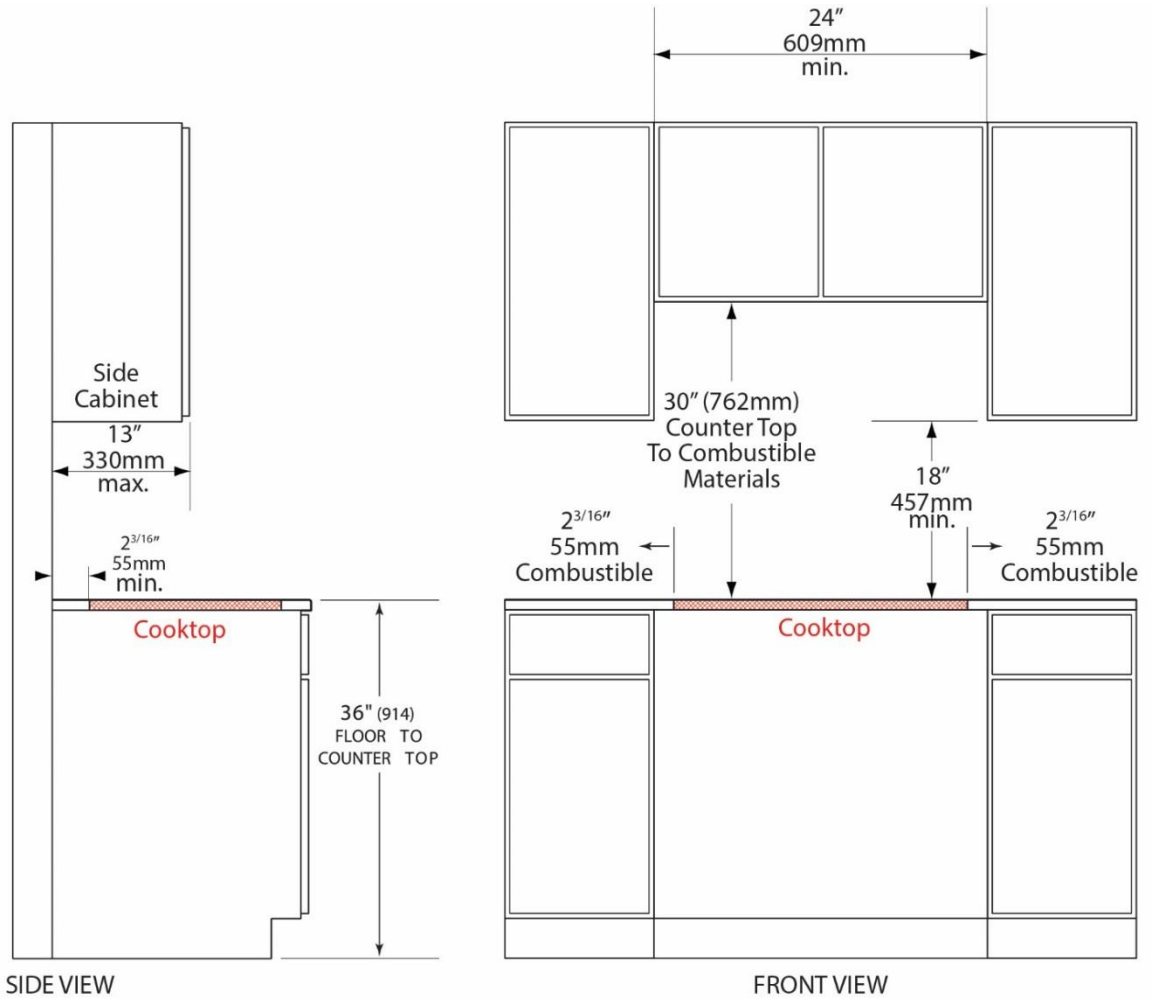 24"
609mm
min.
Side
Cabinet
13"
330mm
max.
2 3/16"
55mm
min.
Cooktop
36" (914)
FLOOR TO
COUNTER TOP
SIDE VIEW
30" (762mm)
Counter Top
To Combustible
Materials
18"
457mm
min.
2 3/16"
55mm
Combustible
2 3/16"
55mm
Combustible
Cooktop
FRONT VIEW